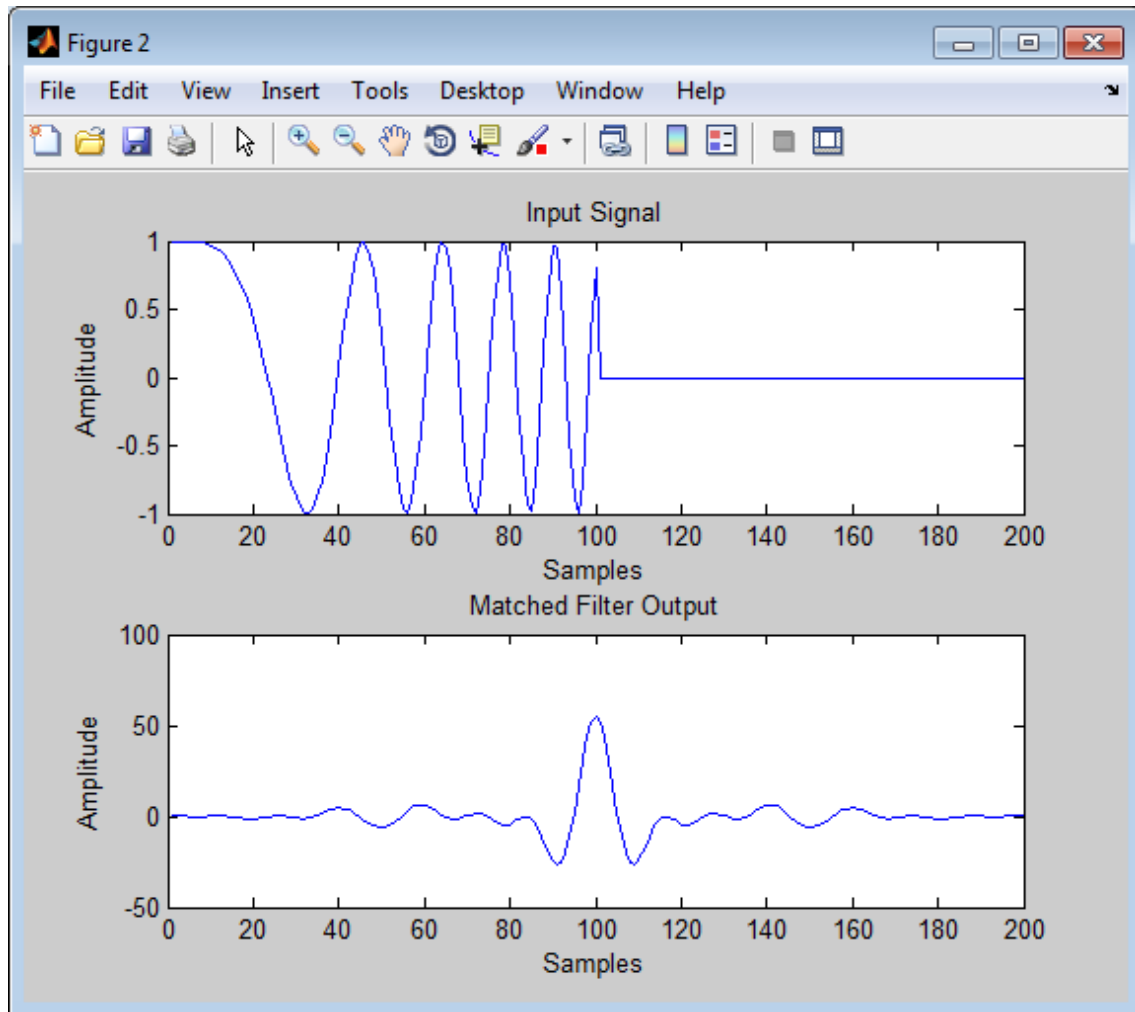 Figure 2
File Edit View Insert Tools Desktop Window Help
Input Signal
Amplitude
1
0.5
0
-0.5
-1
0 20 40 60 80 100 120 140 160 180 200
Samples
Matched Filter Output
Amplitude
100
50
0
-50
0 20 40 60 80 100 120 140 160 180 200
Samples